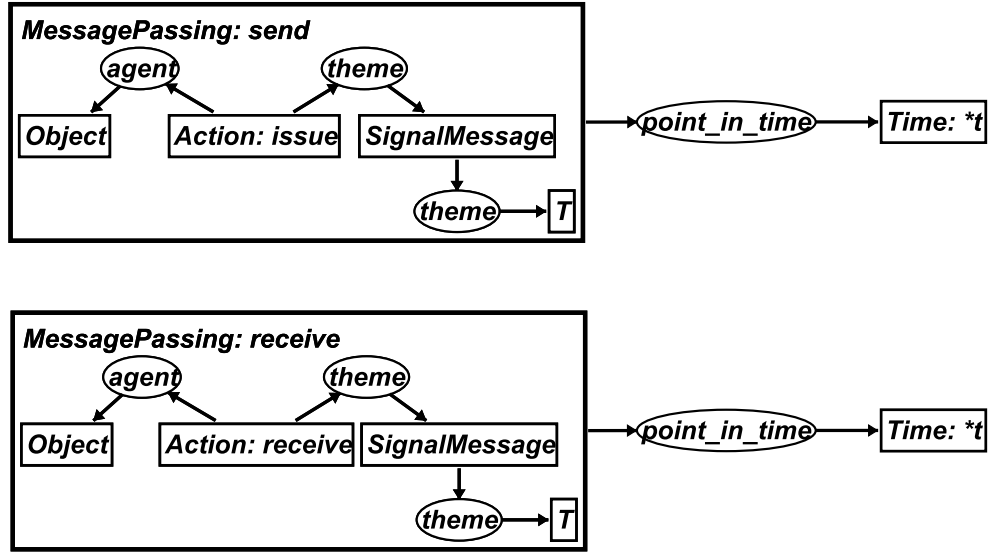 MessagePassing: send
agent theme
Object Action: issue SignalMessage point_in_time Time: *t
theme T
MessagePassing: receive
agent theme
Object Action: receive SignalMessage point_in_time Time: *t
theme T